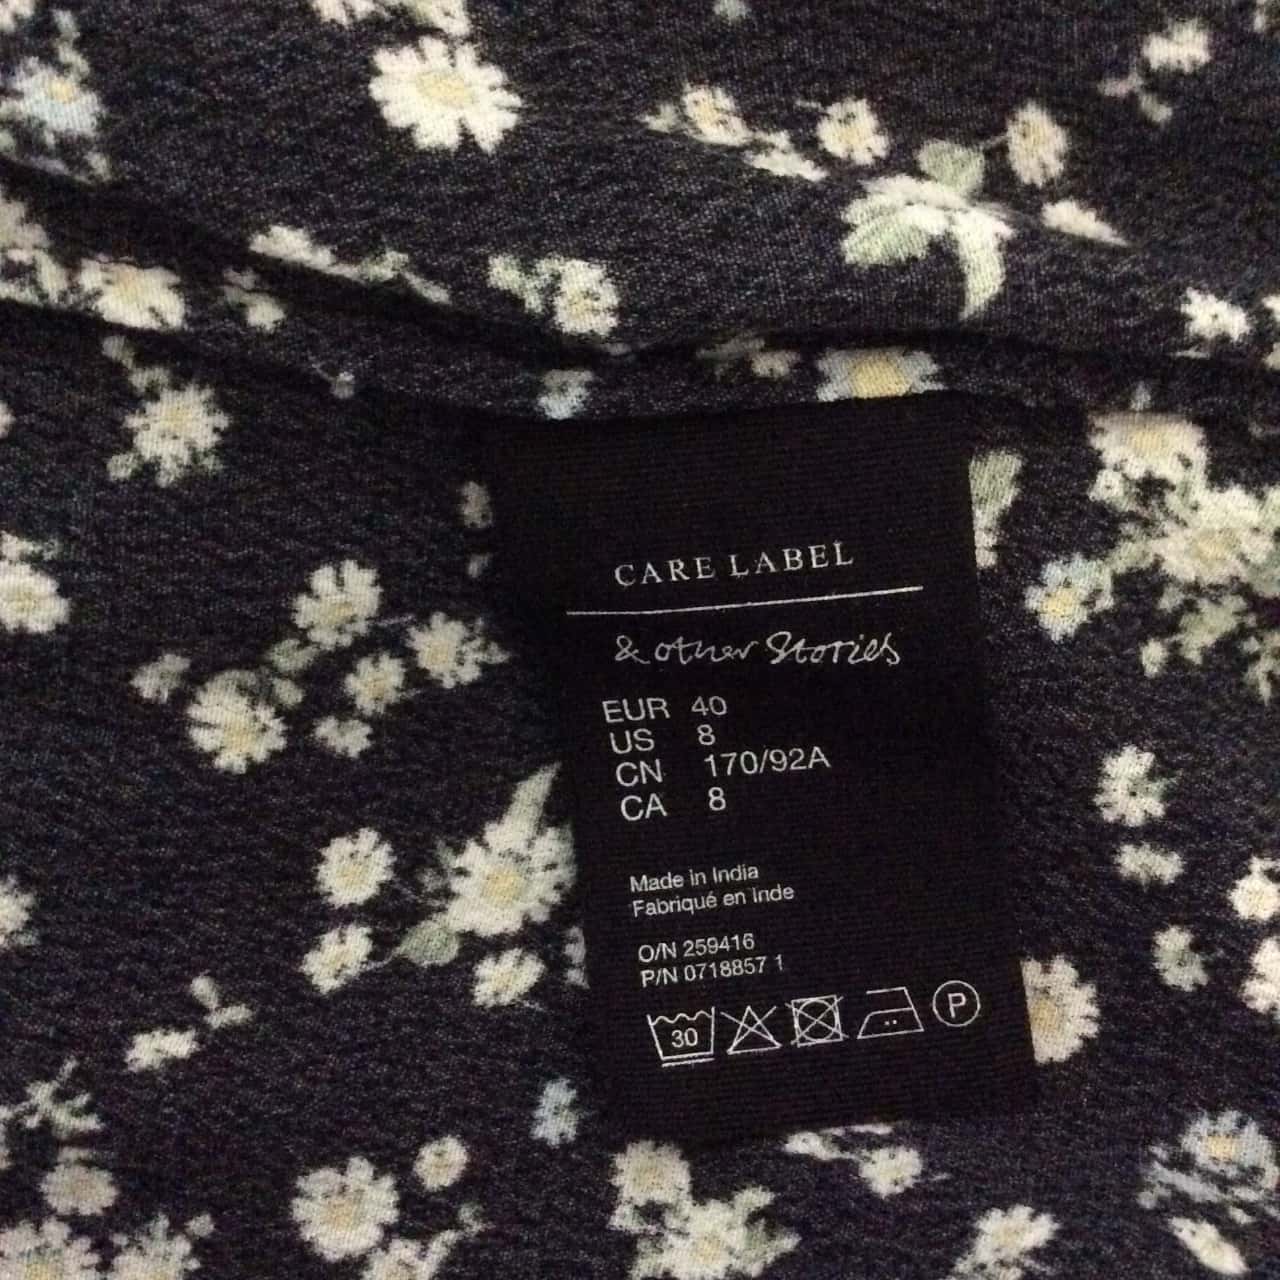 CARE LABEL
& other Stories
EUR 40
US 8
CN 170/92A
CA 8
Made in India
Fabriqué en Inde
O/N 259416
P/N 0718857 1
30 P